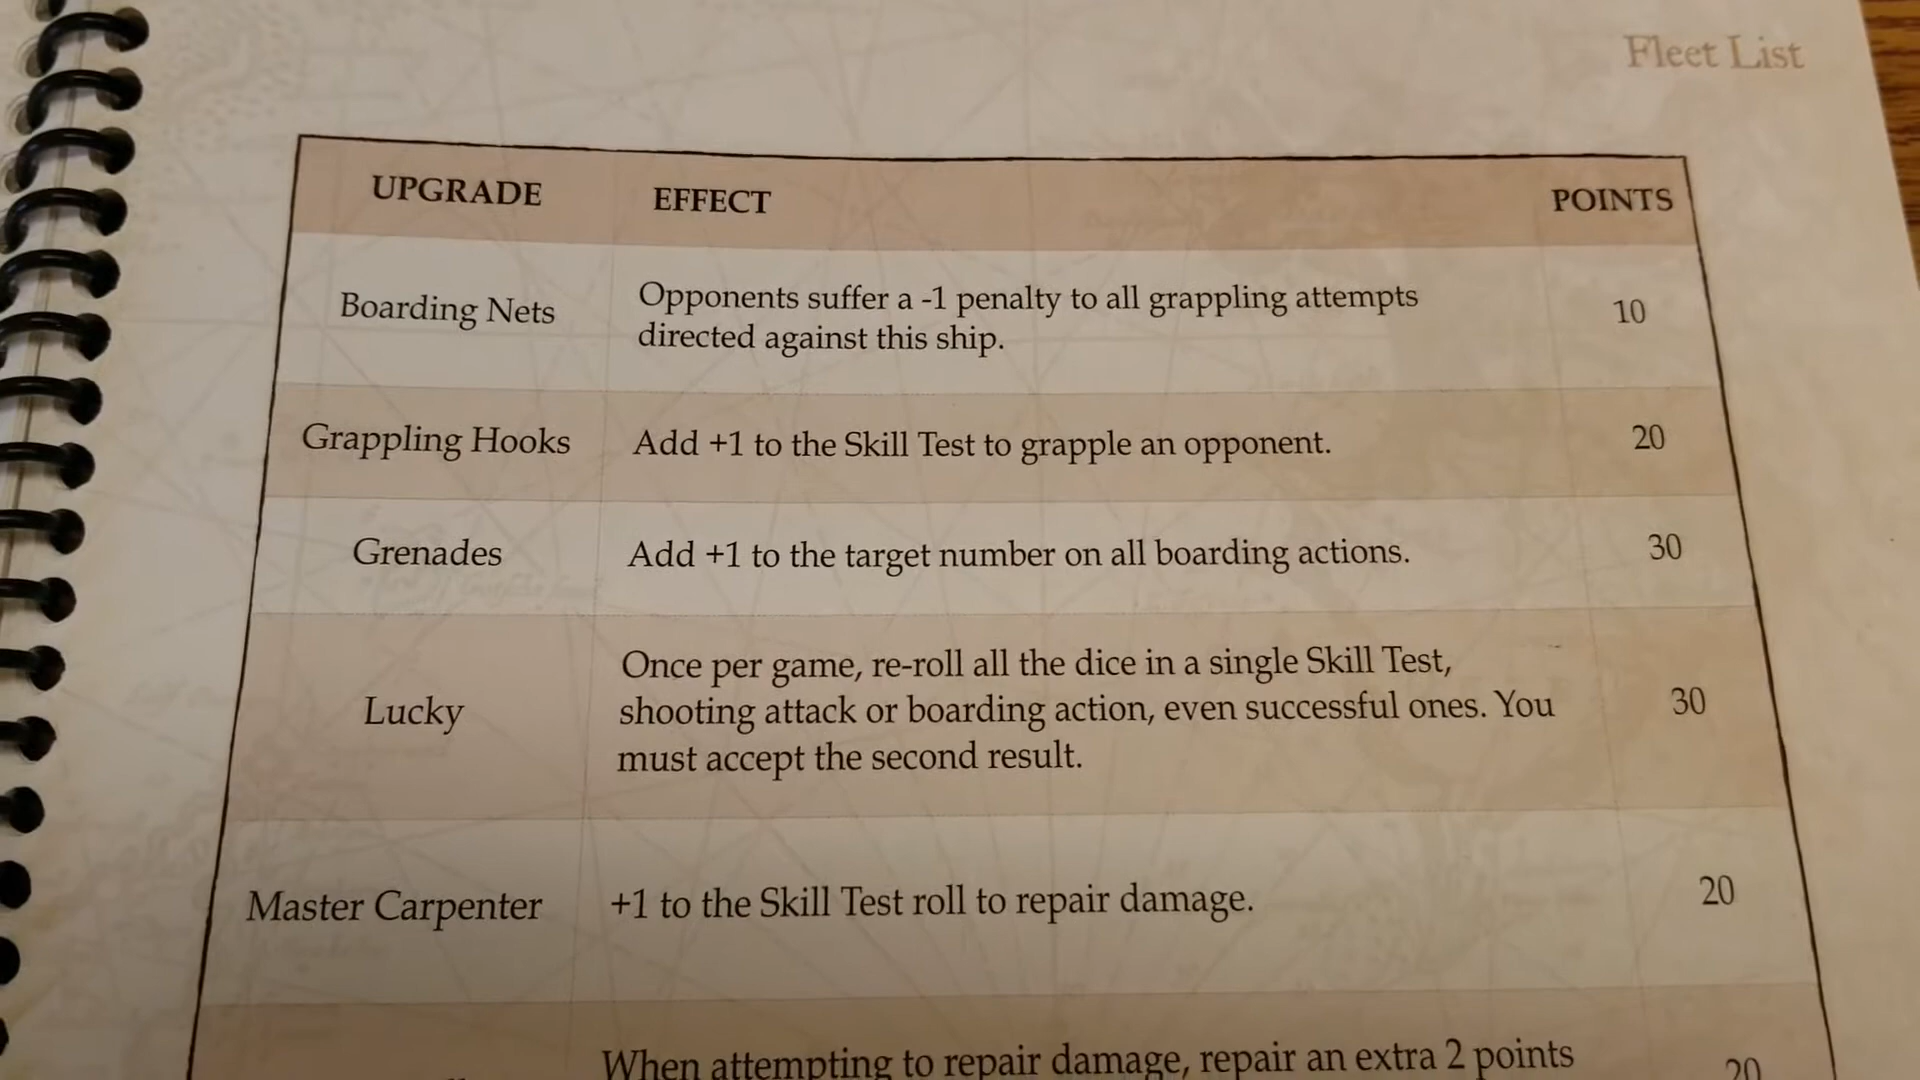 Fleet List
UPGRADE EFFECT POINTS
Boarding Nets
Opponents suffer a -1 penalty to all grappling attempts
directed against this ship.
10
Grappling Hooks Add +1 to the Skill Test to grapple an opponent. 20
Grenades Add +1 to the target number on all boarding actions. 30
Lucky
Once per game, re-roll all the dice in a single Skill Test,
shooting attack or boarding action, even successful ones. You
must accept the second result.
30
Master Carpenter +1 to the Skill Test roll to repair damage. 20
When attempting to repair damage, repair an extra 2 points
20